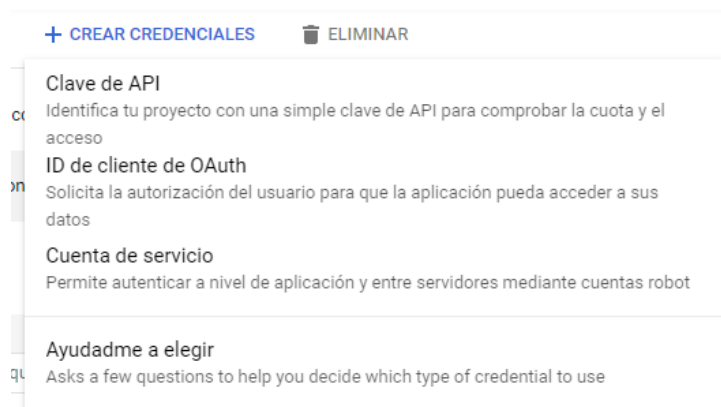 + CREAR CREDENCIALES ELIMINAR
Clave de API
Identifica tu proyecto con una simple clave de API para comprobar la cuota y el
acceso
ID de cliente de OAuth
Solicita la autorización del usuario para que la aplicación pueda acceder a sus
datos
Cuenta de servicio
Permite autenticar a nivel de aplicación y entre servidores mediante cuentas robot
Ayudadme a elegir
Asks a few questions to help you decide which type of credential to use